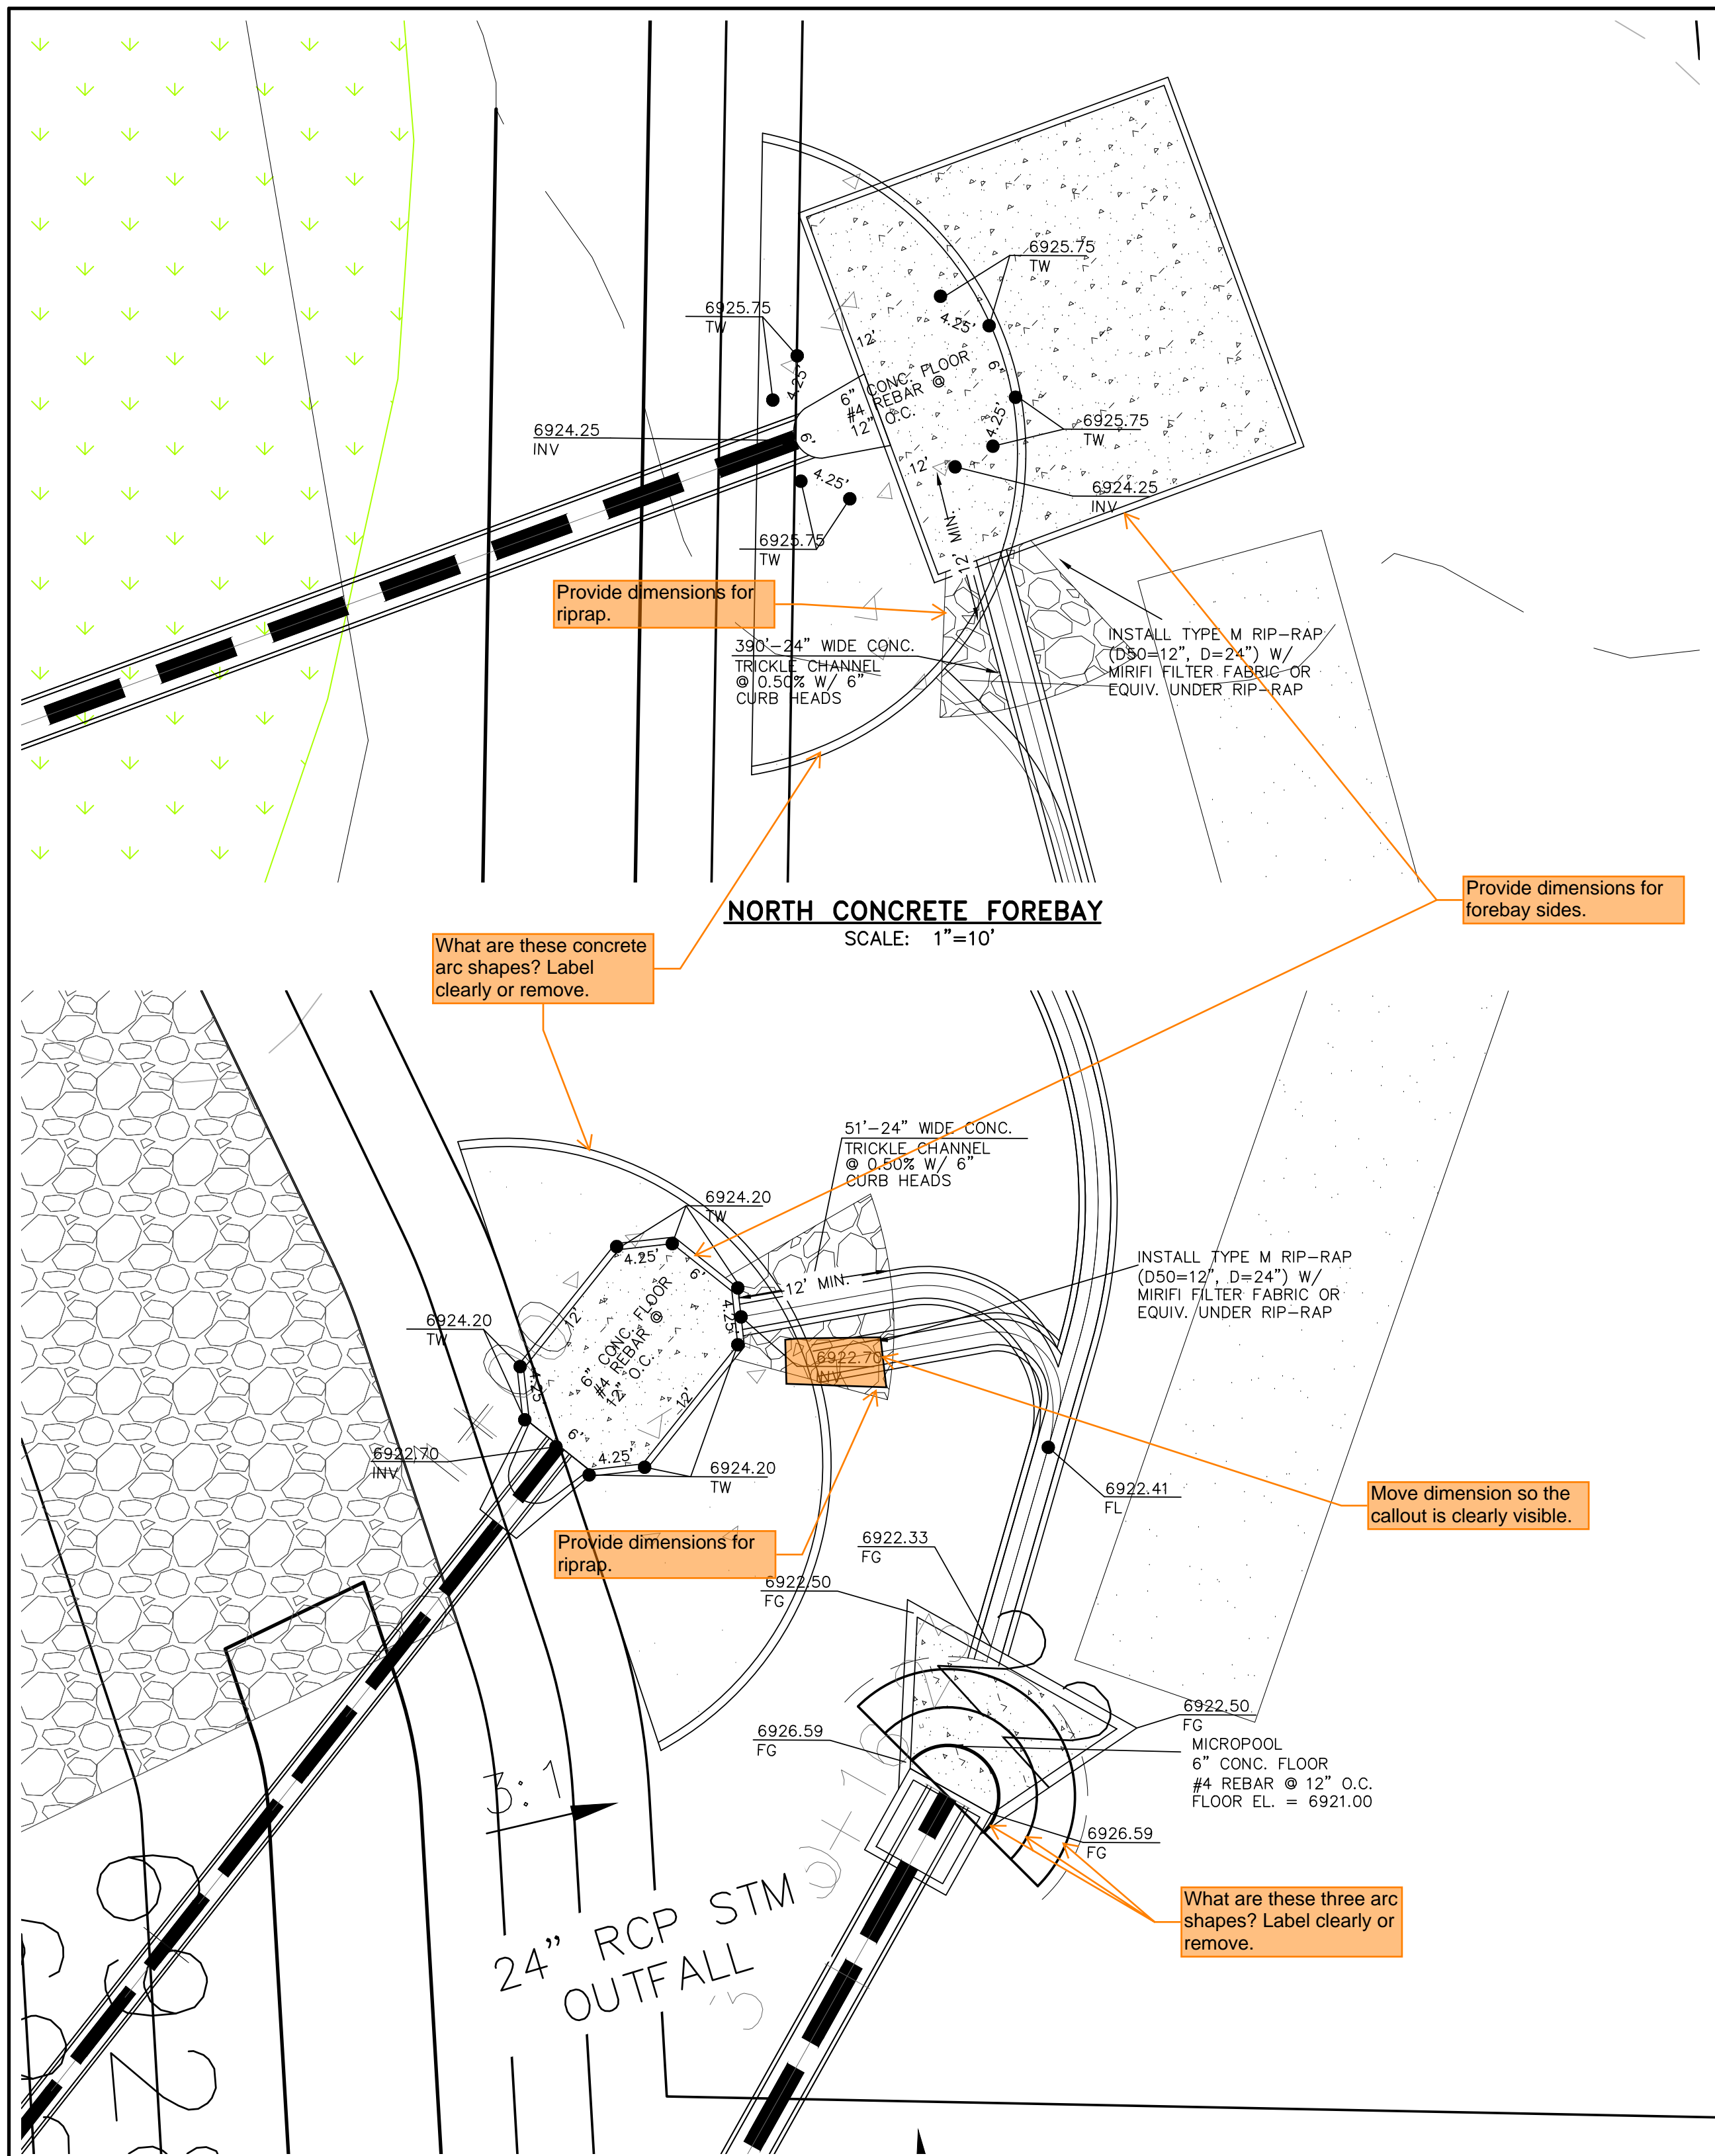 6925.75
TW
6925.75
TW
4.25'
12'
9'
4.25'
6" CONC. FLOOR
#4 REBAR @
12" O.C.
6925.75
TW
4.25'
6924.25
INV
6'
12'
4.25'
6924.25
INV
12' MIN.
6925.75
TW
Provide dimensions for
riprap.
390'-24" WIDE CONC.
TRICKLE CHANNEL
@ 0.50% W/ 6"
CURB HEADS
INSTALL TYPE M RIP-RAP
(D50=12", D=24") W/
MIRIFI FILTER FABRIC OR
EQUIV. UNDER RIP-RAP
NORTH CONCRETE FOREBAY
SCALE: 1"=10'
Provide dimensions for
forebay sides.
What are these concrete
arc shapes? Label
clearly or remove.
51'-24" WIDE CONC.
TRICKLE CHANNEL
@ 0.50% W/ 6"
CURB HEADS
6924.20
TW
4.25'
6'
12' MIN.
INSTALL TYPE M RIP-RAP
(D50=12", D=24") W/
MIRIFI FILTER FABRIC OR
EQUIV. UNDER RIP-RAP
6924.20
TW
12'
6" CONC. FLOOR
#4 REBAR @
12" O.C.
4.25'
6922.70
INV
4.25'
12'
6'
4.25'
6922.70
INV
6924.20
TW
6922.41
FL
Move dimension so the
callout is clearly visible.
Provide dimensions for
riprap.
6922.33
FG
6922.50
FG
6922.50
FG
MICROPOOL
6" CONC. FLOOR
#4 REBAR @ 12" O.C.
FLOOR EL. = 6921.00
6926.59
FG
3:1
6926.59
FG
24" RCP STM
OUTFALL
What are these three arc
shapes? Label clearly or
remove.